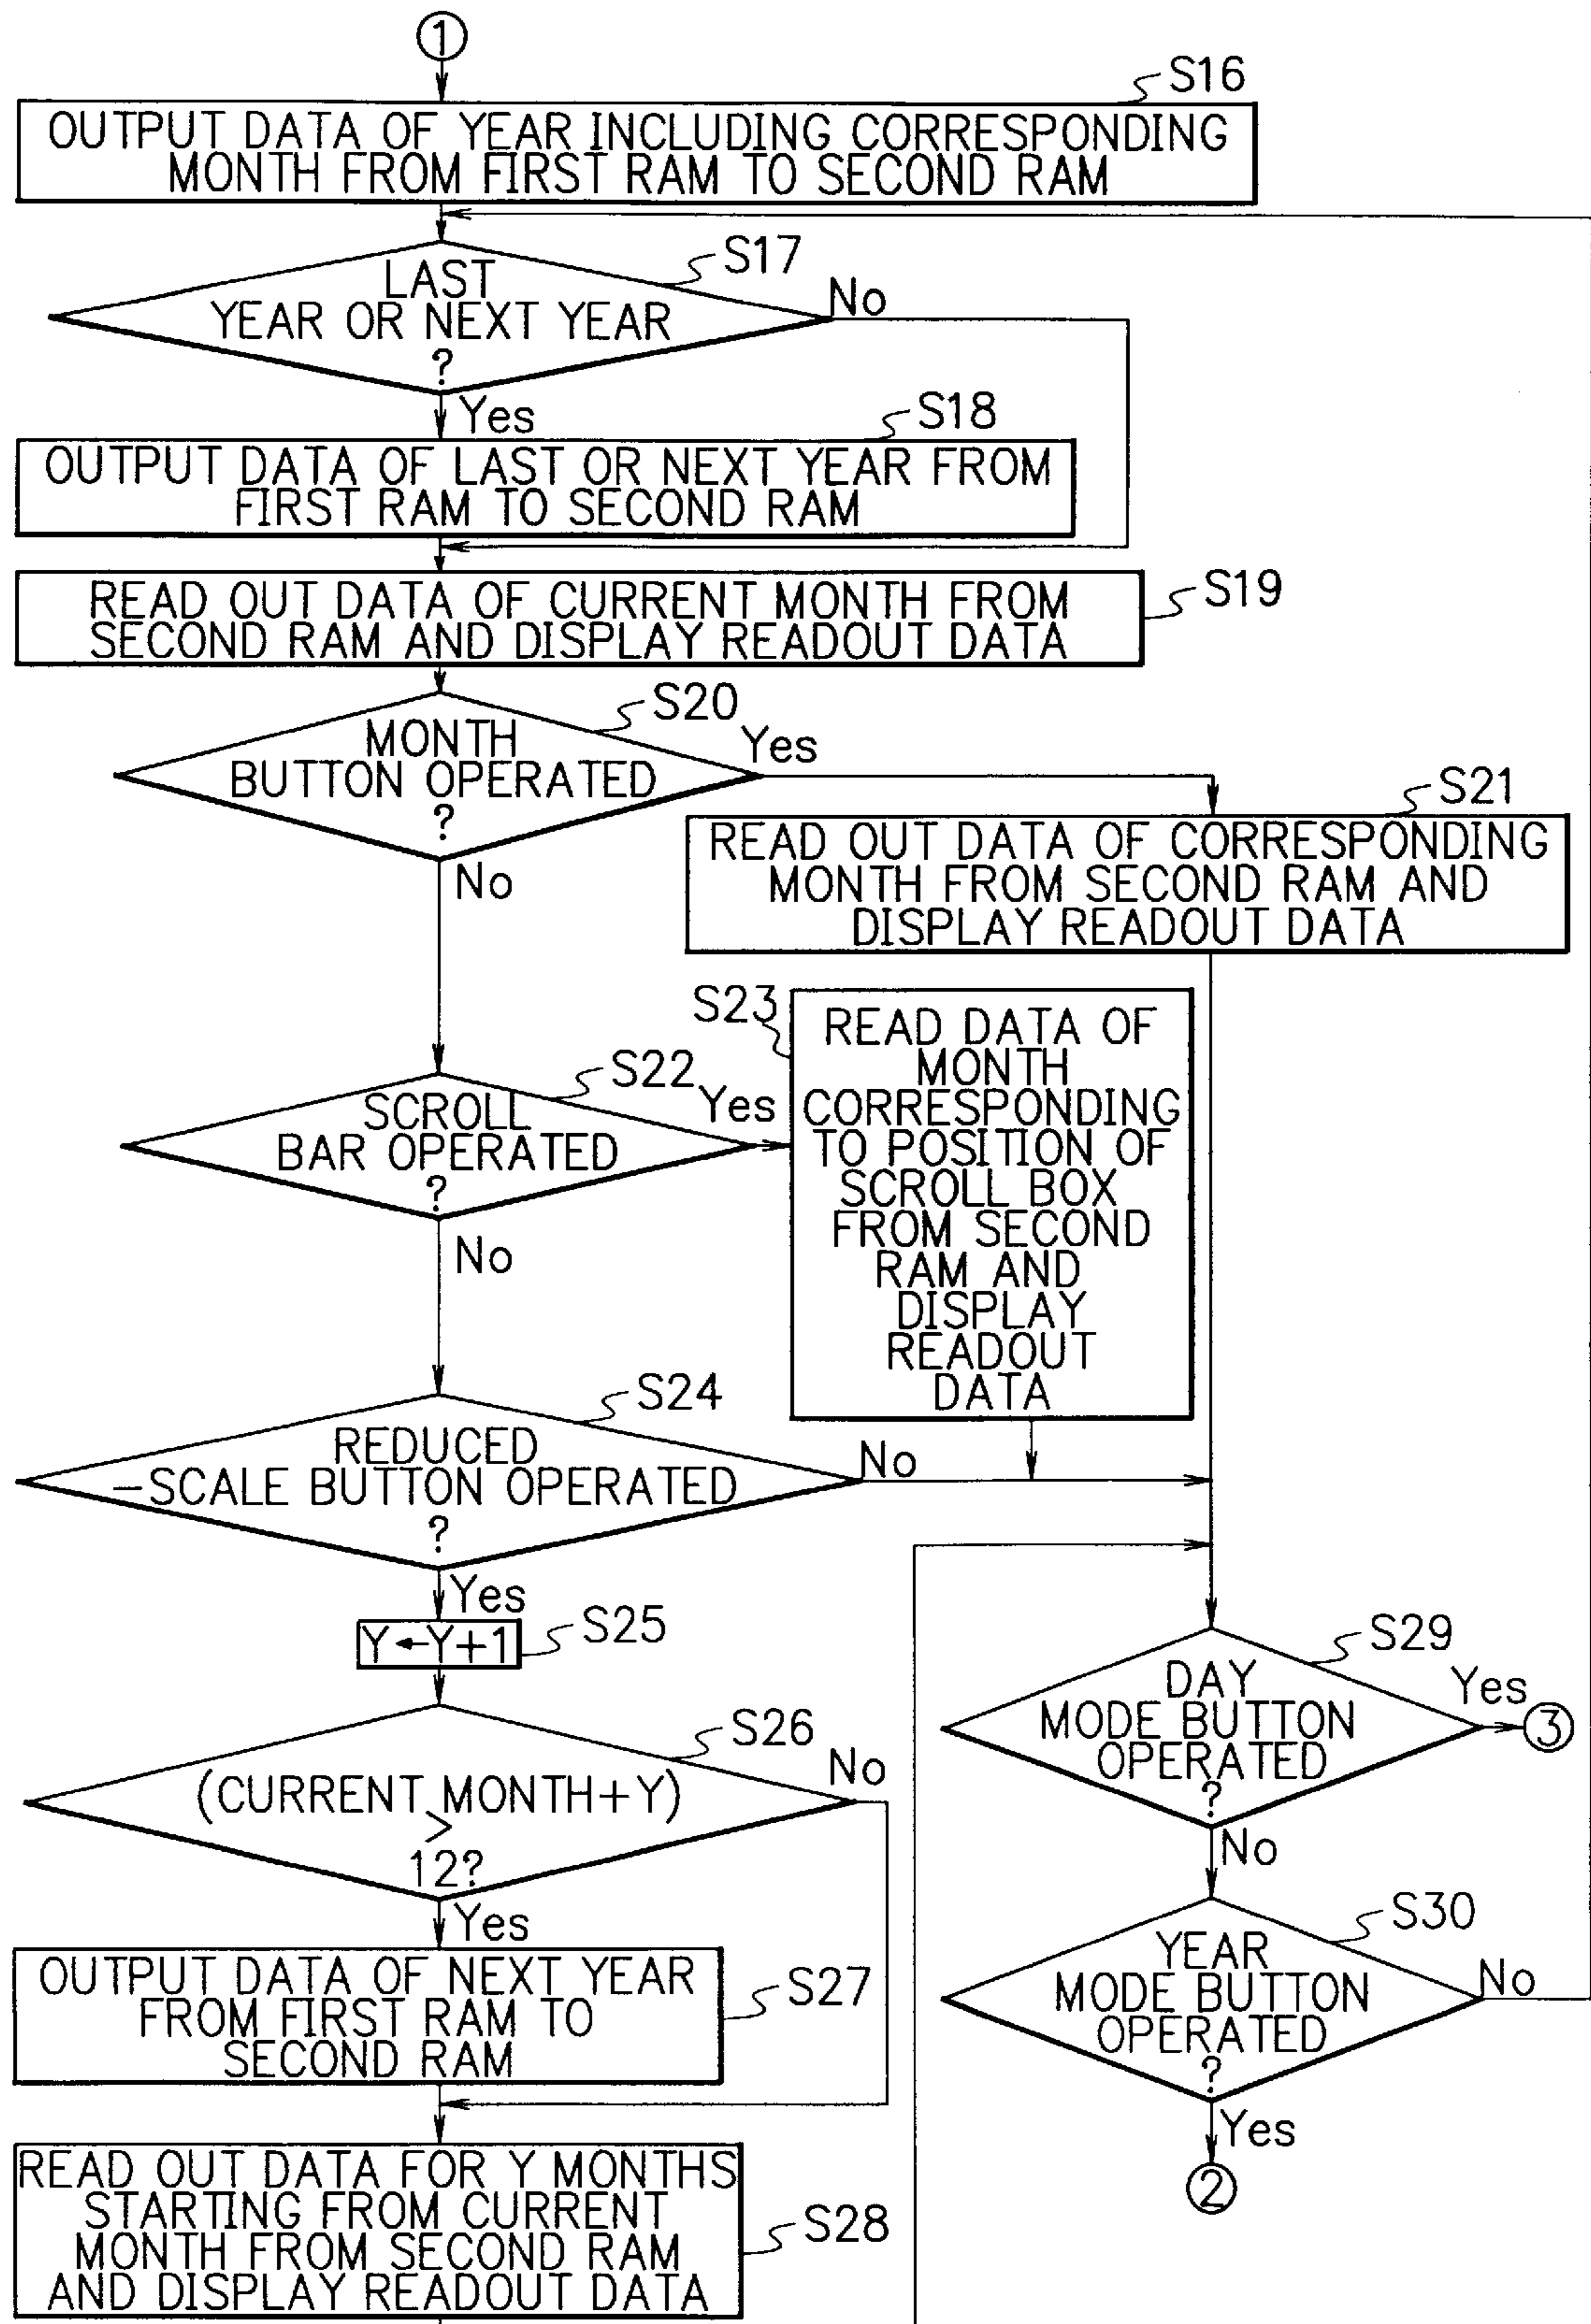 ①
S16
OUTPUT DATA OF YEAR INCLUDING CORRESPONDING
MONTH FROM FIRST RAM TO SECOND RAM
S17
LAST
YEAR OR NEXT YEAR
?
No
Yes
S18
OUTPUT DATA OF LAST OR NEXT YEAR FROM
FIRST RAM TO SECOND RAM
S19
READ OUT DATA OF CURRENT MONTH FROM
SECOND RAM AND DISPLAY READOUT DATA
S20
MONTH
BUTTON OPERATED
?
Yes
No
S21
READ OUT DATA OF CORRESPONDING
MONTH FROM SECOND RAM AND
DISPLAY READOUT DATA
S22
SCROLL
BAR OPERATED
?
Yes
No
S23
READ DATA OF
MONTH
CORRESPONDING
TO POSITION OF
SCROLL BOX
FROM SECOND
RAM AND
DISPLAY
READOUT
DATA
S24
REDUCED
-SCALE BUTTON OPERATED
?
No
Yes
S25
Y←Y+1
S26
(CURRENT MONTH+Y)
>
12?
No
Yes
S27
OUTPUT DATA OF NEXT YEAR
FROM FIRST RAM TO
SECOND RAM
S28
READ OUT DATA FOR Y MONTHS
STARTING FROM CURRENT
MONTH FROM SECOND RAM
AND DISPLAY READOUT DATA
S29
DAY
MODE BUTTON
OPERATED
?
Yes
③
No
S30
YEAR
MODE BUTTON
OPERATED
?
No
Yes
②